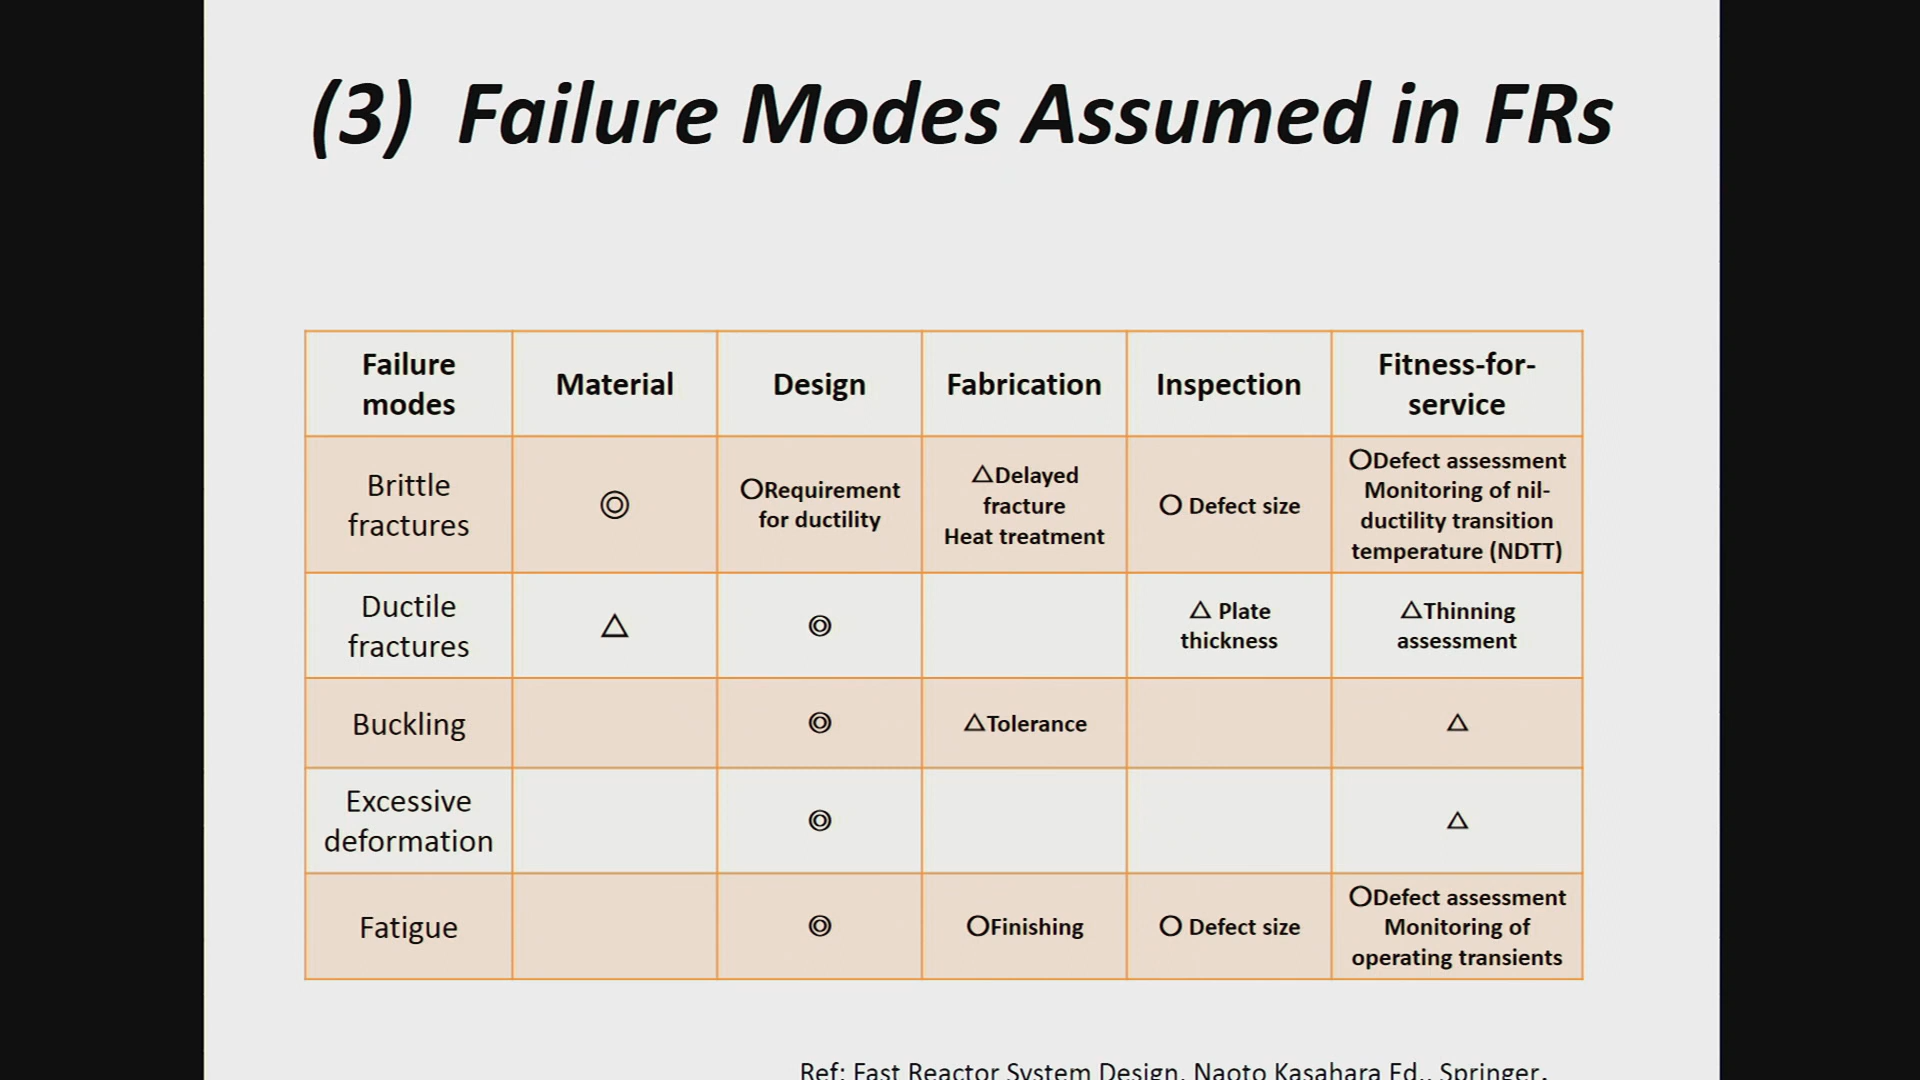 (3) Failure Modes Assumed in FRs
Failure
modes
Material
Design
Fabrication
Inspection
Fitness-for-
service
Brittle
fractures
◎
○Requirement
for ductility
△Delayed
fracture
Heat treatment
○ Defect size
○Defect assessment
Monitoring of nil-
ductility transition
temperature (NDTT)
Ductile
fractures
△
◎
△ Plate
thickness
△Thinning
assessment
Buckling
◎
△Tolerance
△
Excessive
deformation
◎
△
Fatigue
◎
○Finishing
○ Defect size
○Defect assessment
Monitoring of
operating transients
Ref: Fast Reactor System Design, Naoto Kasahara Ed., Springer.